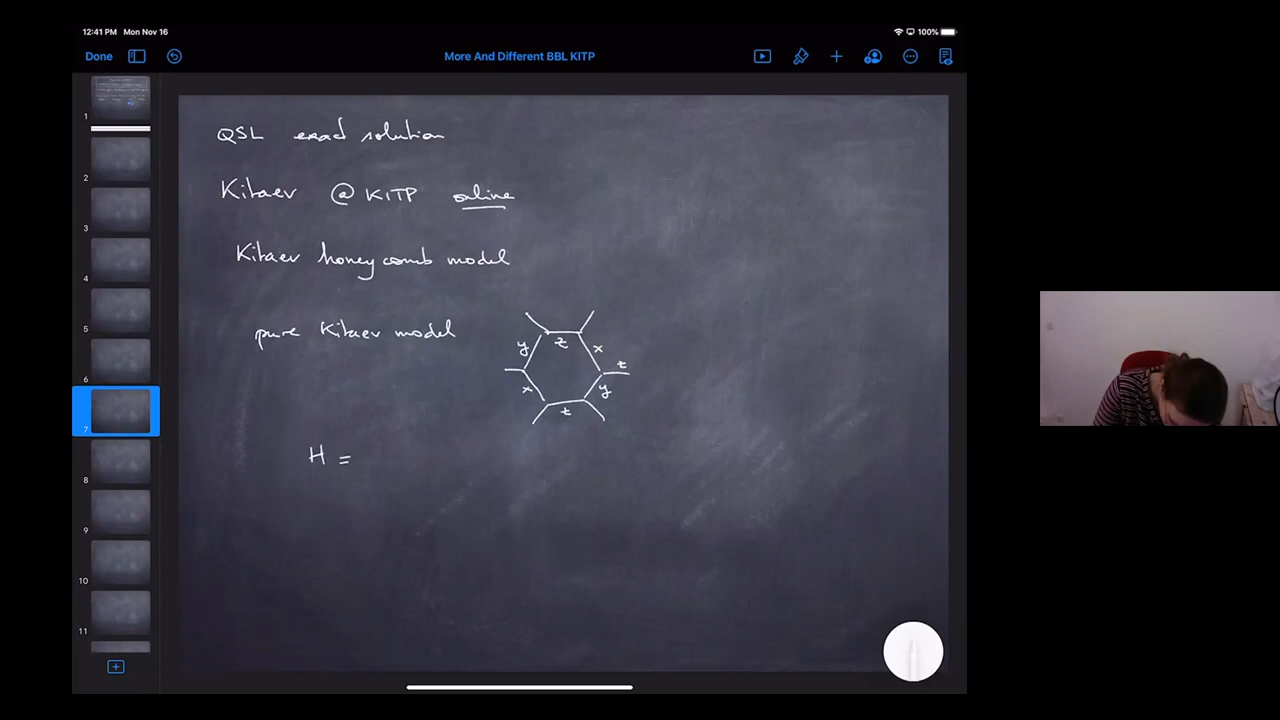 12:41 PM Mon Nov 16
100%
Done
More And Different BBL KITP
1
2
3
4
5
6
7
8
9
10
11
QSL exact solution
Kitaev @ KITP online
Kitaev honeycomb model
pure Kitaev model
y z x z
x y
z
H =